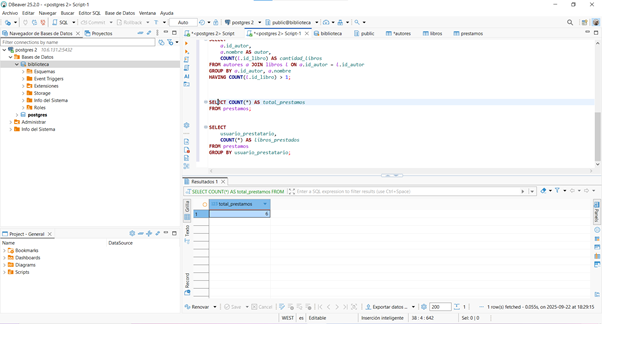 DBeaver 25.2.0 - <postgres 2> Script-1
Archivo Editar Navegar Buscar Editor SQL Base de Datos Ventana Ayuda
SQL Commit Rollback T Auto postgres 2 public@biblioteca
Navegador de Bases de Datos Proyectos
*<postgres 2> Script *<postgres 2> Script-1 biblioteca public *autores libros prestamos
Filter connections by name
postgres 2 10.6.131.23:5432
Bases de Datos
biblioteca
Esquemas
Event Triggers
Extensiones
Storage
Info del Sistema
Roles
postgres
Administrar
Info del Sistema
SELECT
a.id_autor,
a.nombre AS autor,
COUNT(l.id_libro) AS cantidad_libros
FROM autores a JOIN libros l ON a.id_autor = l.id_autor
GROUP BY a.id_autor, a.nombre
HAVING COUNT(l.id_libro) > 1;
SELECT COUNT(*) AS total_prestamos
FROM prestamos;
SELECT
usuario_prestatario,
COUNT(*) AS libros_prestados
FROM prestamos
GROUP BY usuario_prestatario;
Project - General
Name DataSource
Bookmarks
Dashboards
Diagrams
Scripts
Resultados 1
SELECT COUNT(*) AS total_prestamos FROM Enter a SQL expression to filter results (use Ctrl+Space)
Grilla
Texto
Record
Panels
total_prestamos
1 6
Renovar Save Cancel Exportar datos ... 200 1 1 row(s) fetched - 0.055s, on 2025-09-22 at 18:29:15
WEST es Editable Inserción inteligente 38 : 4 : 642 Sel: 0 | 0